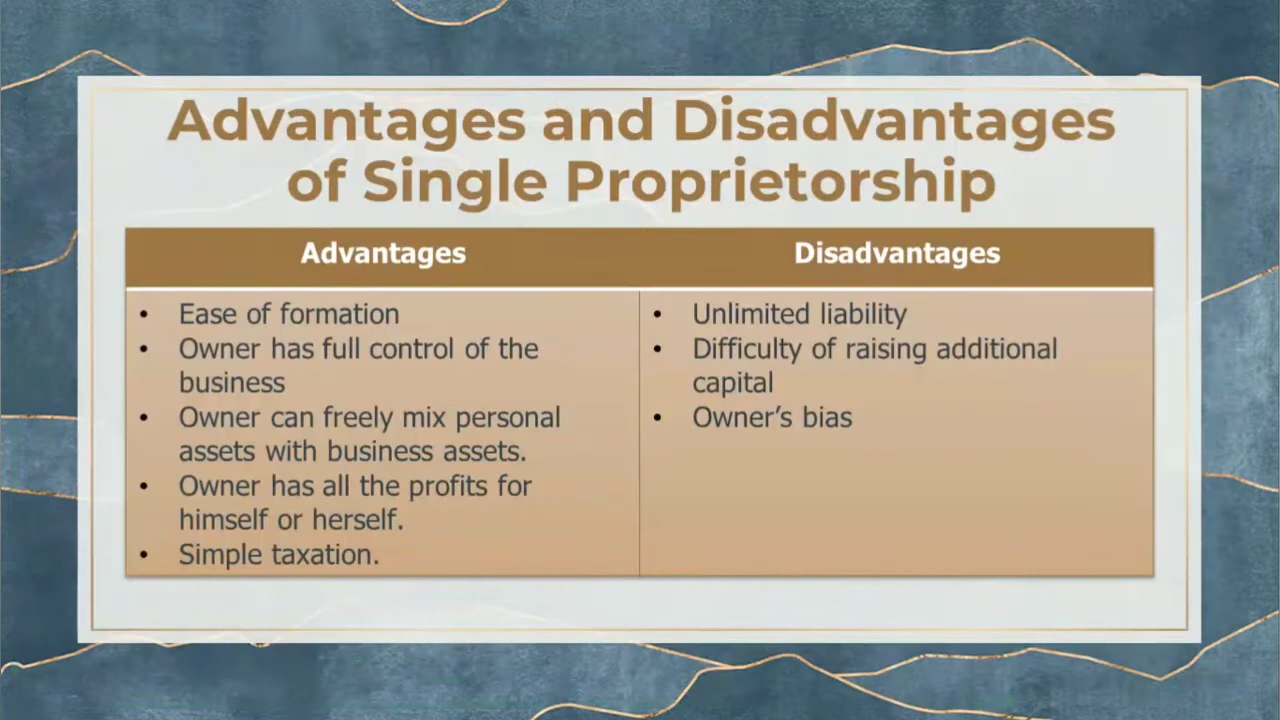 Advantages and Disadvantages
of Single Proprietorship
Advantages
Disadvantages
• Ease of formation
• Owner has full control of the
business
• Owner can freely mix personal
assets with business assets.
• Owner has all the profits for
himself or herself.
• Simple taxation.
• Unlimited liability
• Difficulty of raising additional
capital
• Owner’s bias